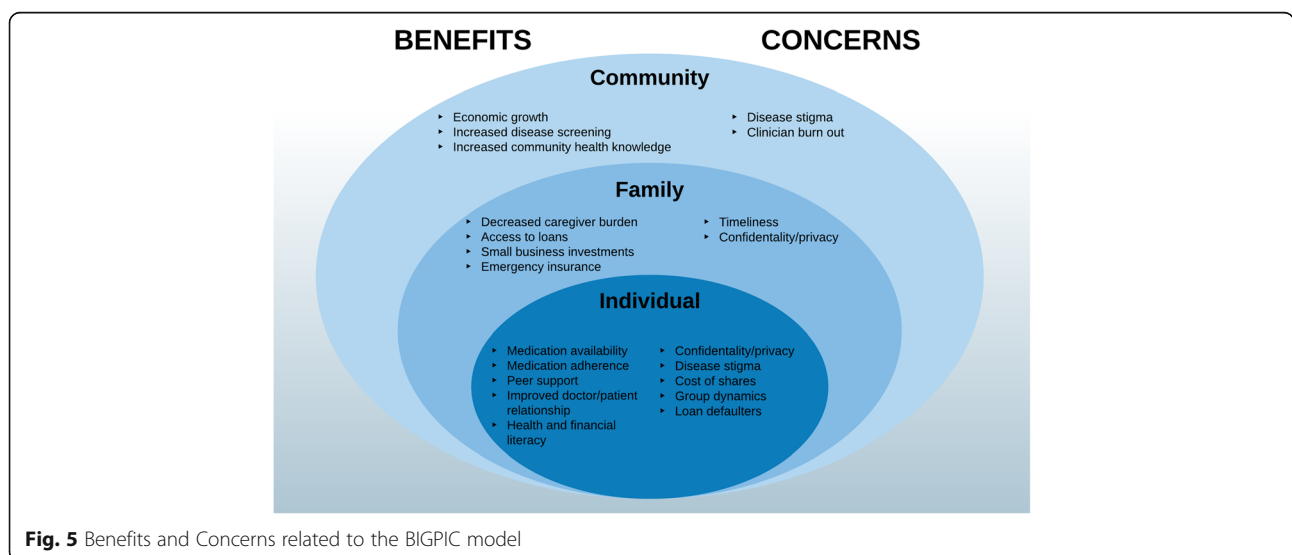 BENEFITS
CONCERNS
Community
‣ Economic growth
‣ Increased disease screening
‣ Increased community health knowledge
‣ Disease stigma
‣ Clinician burn out
Family
‣ Decreased caregiver burden
‣ Access to loans
‣ Small business investments
‣ Emergency insurance
‣ Timeliness
‣ Confidentality/privacy
Individual
‣ Medication availability
‣ Medication adherence
‣ Peer support
‣ Improved doctor/patient
relationship
‣ Health and financial
literacy
‣ Confidentality/privacy
‣ Disease stigma
‣ Cost of shares
‣ Group dynamics
‣ Loan defaulters
Fig. 5 Benefits and Concerns related to the BIGPIC model